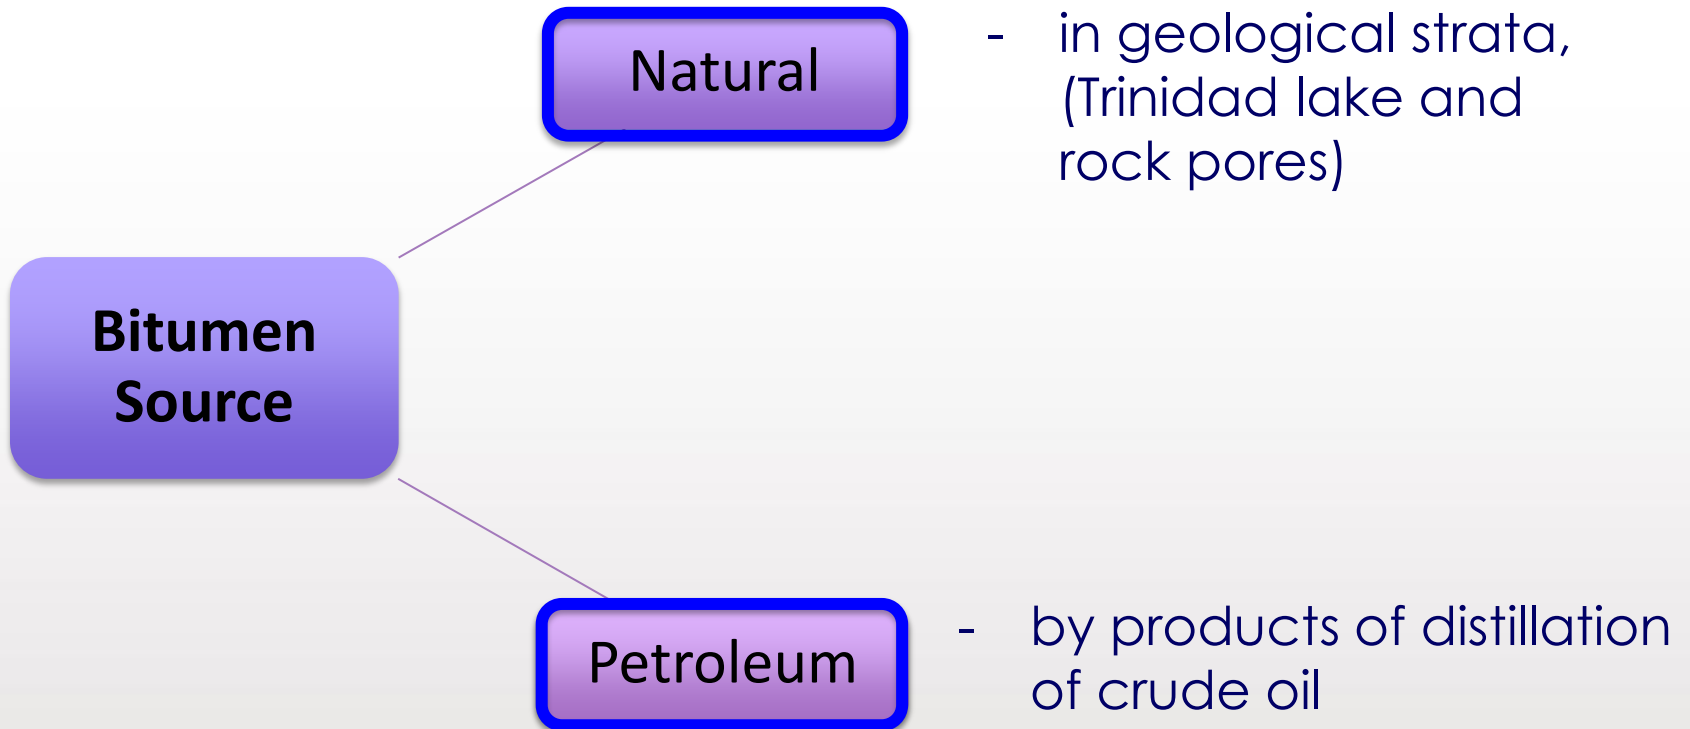 Natural
- in geological strata,
(Trinidad lake and
rock pores)
Bitumen
Source
Petroleum
- by products of distillation
of crude oil